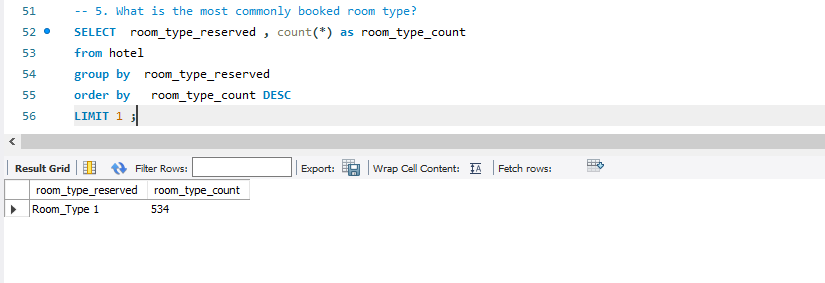 51 -- 5. What is the most commonly booked room type?
52 SELECT room_type_reserved , count(*) as room_type_count
53 from hotel
54 group by room_type_reserved
55 order by room_type_count DESC
56 LIMIT 1 ;
Result Grid Filter Rows: Export: Wrap Cell Content: IA Fetch rows:
room_type_reserved room_type_count
Room_Type 1 534